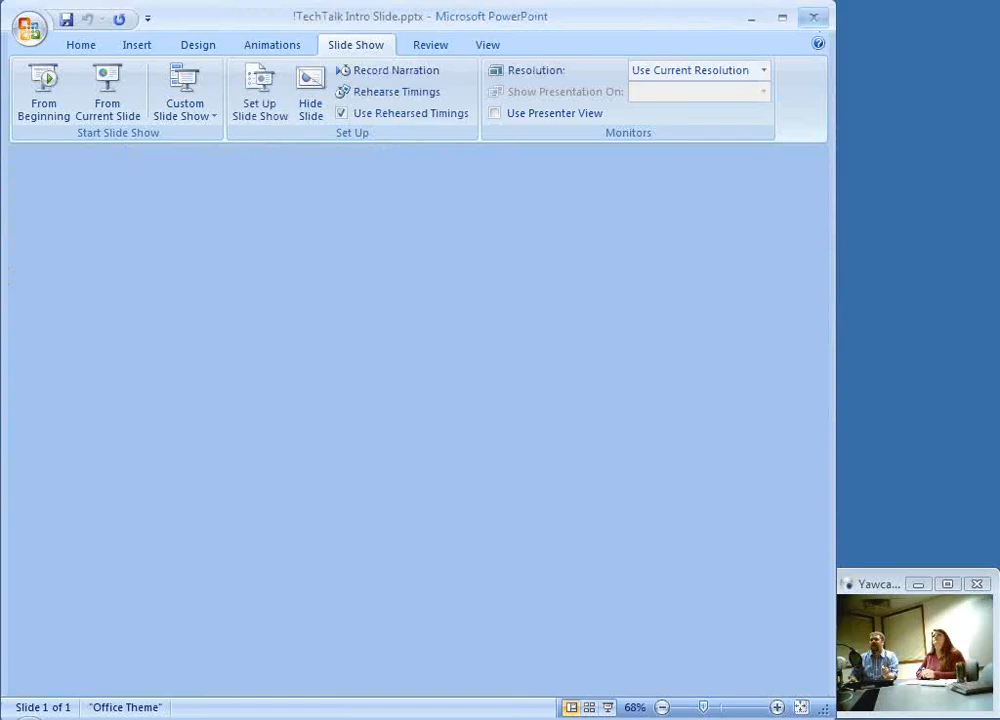 !TechTalk Intro Slide.pptx - Microsoft PowerPoint
Home Insert Design Animations Slide Show Review View
From Beginning
From Current Slide
Custom Slide Show
Start Slide Show
Set Up Slide Show
Hide Slide
Record Narration
Rehearse Timings
Use Rehearsed Timings
Set Up
Resolution: Use Current Resolution
Show Presentation On:
Use Presenter View
Monitors
Yawca...
Slide 1 of 1 "Office Theme" 68%